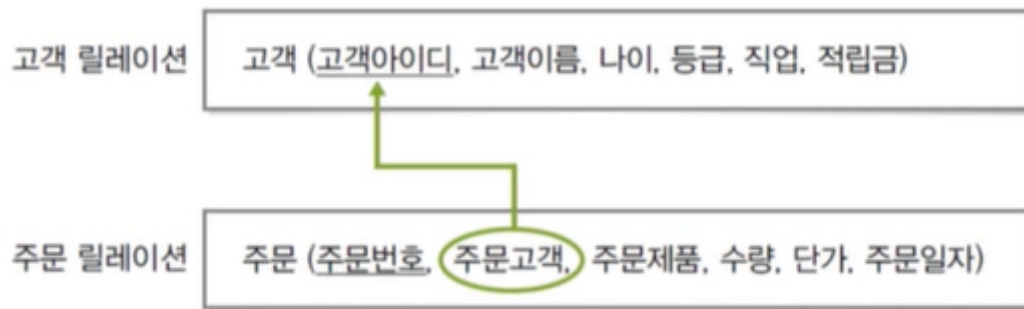 고객 릴레이션 고객 (고객아이디, 고객이름, 나이, 등급, 직업, 적립금)
주문 릴레이션 주문 (주문번호, 주문고객, 주문제품, 수량, 단가, 주문일자)